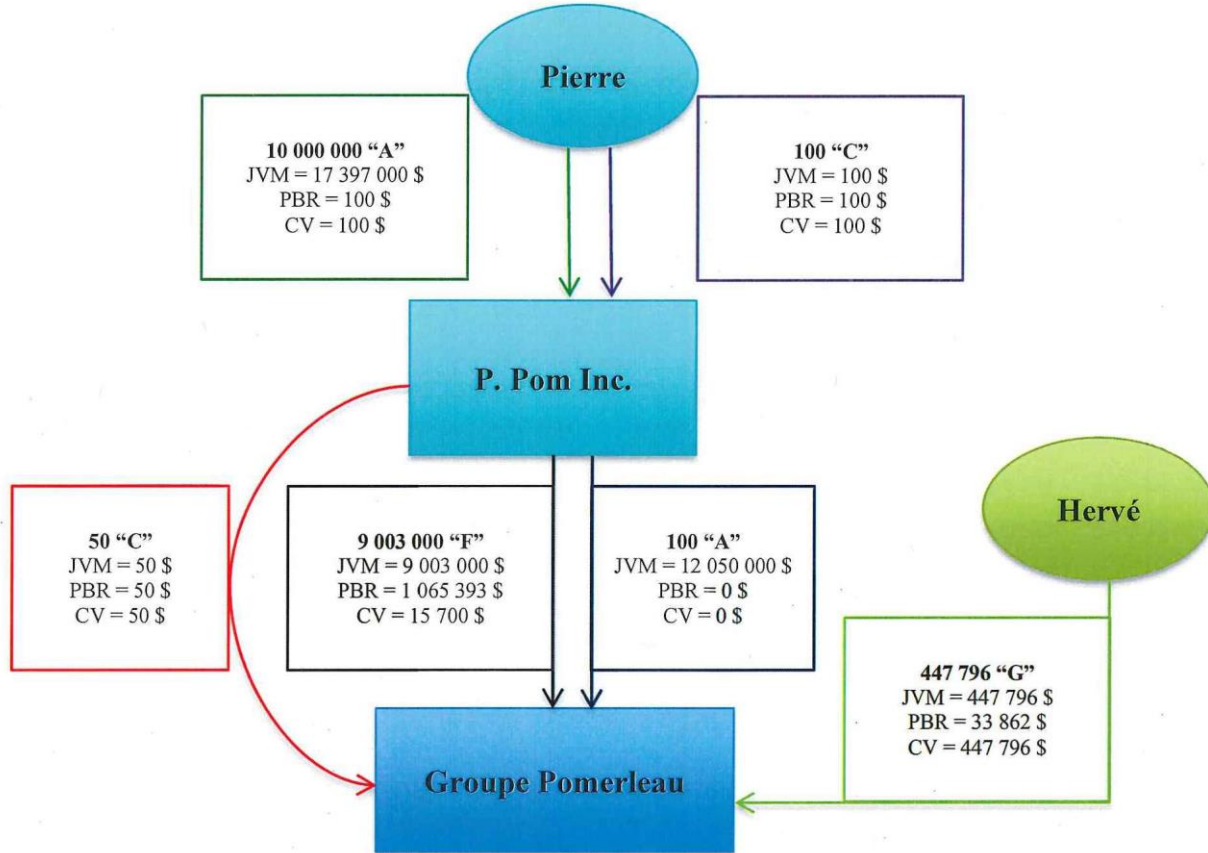 Pierre
10 000 000 “A”
JVM = 17 397 000 $
PBR = 100 $
CV = 100 $
100 “C”
JVM = 100 $
PBR = 100 $
CV = 100 $
P. Pom Inc.
Hervé
50 “C”
JVM = 50 $
PBR = 50 $
CV = 50 $
9 003 000 “F”
JVM = 9 003 000 $
PBR = 1 065 393 $
CV = 15 700 $
100 “A”
JVM = 12 050 000 $
PBR = 0 $
CV = 0 $
447 796 “G”
JVM = 447 796 $
PBR = 33 862 $
CV = 447 796 $
Groupe Pomerleau